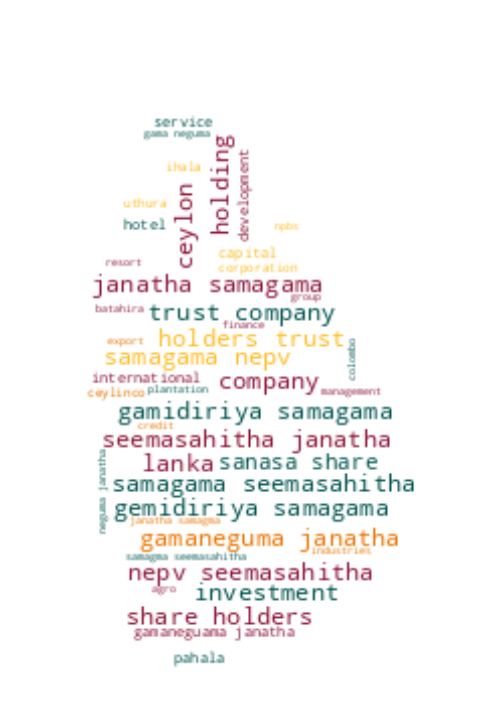 service
gama neguma
ihala
holding
development
ceylon
uthura
hotel
npbs
capital
resort
corporation
janatha samagama
group
batahira
trust company
finance
export
holders trust
colombo
samagama nepv
international
company
ceylinco
plantation
management
gamidiriya samagama
credit
seemasahitha janatha
neguma janatha
lanka
sanasa share
samagama seemasahitha
gemidiriya samagama
janatha samagma
gamaneguma janatha
industries
samagma seemasahitha
nepv seemasahitha
agro
investment
share holders
gamaneguama janatha
pahala